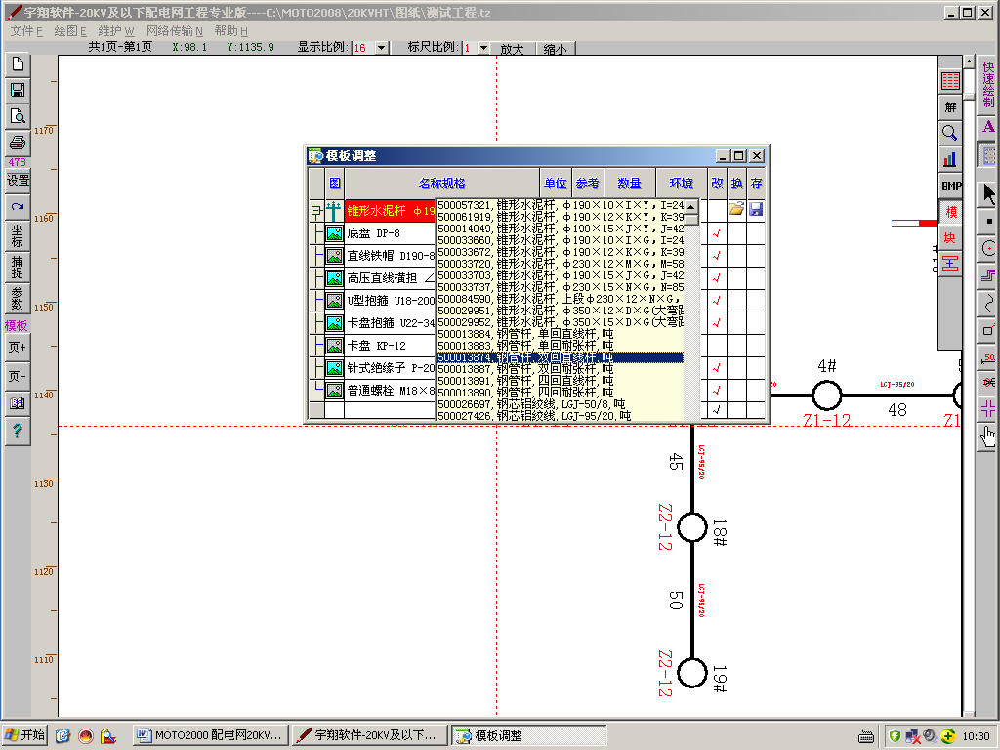 宇翔软件-20KV及以下配电网工程专业版----C:\MOTO2008\20KVHT\图纸\测试工程.tz
文件F 绘图E 维护W 网络传输N 帮助H
共1页-第1页 X:98.1 Y:1135.9 显示比例: 16 标尺比例: 1 放大 缩小
478
设置
坐标
捕捉
参数
模板
页+
页-
?
1170
1160
1150
1140
1130
1120
1110
模板调整
图 名称规格 单位 参考 数量 环境 改 换 存
锥形水泥杆 φ19
底盘 DP-8
直线铁帽 D190-8
高压直线横担 ∠
U型抱箍 U18-200
卡盘抱箍 U22-34
卡盘 KP-12
针式绝缘子 P-20
普通螺栓 M18×8
500057321,锥形水泥杆,φ190×10×I×Y,I=24
500061919,锥形水泥杆,φ190×12×K×Y,K=39
500014049,锥形水泥杆,φ190×15×J×Y,J=42
500033660,锥形水泥杆,φ190×10×I×G,I=24
500033672,锥形水泥杆,φ190×12×K×G,K=39
500033720,锥形水泥杆,φ230×12×M×G,M=58
500033703,锥形水泥杆,φ190×15×J×G,J=42
500033737,锥形水泥杆,φ230×15×N×G,N=85
500084590,锥形水泥杆,上段φ230×12×N×G,
500029951,锥形水泥杆,φ350×12×D×G(大弯距
500029952,锥形水泥杆,φ350×15×D×G(大弯距
500013884,钢管杆,单回直线杆,吨
500013883,钢管杆,单回耐张杆,吨
500013874,钢管杆,双回直线杆,吨
500013887,钢管杆,双回耐张杆,吨
500013891,钢管杆,四回直线杆,吨
500013890,钢管杆,四回耐张杆,吨
500026697,钢芯铝绞线,LGJ-50/8,吨
500027426,钢芯铝绞线,LGJ-95/20,吨
解
BMP
模
块
快速绘制
A
50
4#
LGJ-95/20
48
Z1-12
Z1
45
LGJ-95/20
18#
Z2-12
50
LGJ-95/20
19#
Z2-12
开始 MOTO2000 配电网20KV... 宇翔软件-20KV及以下... 模板调整 10:30